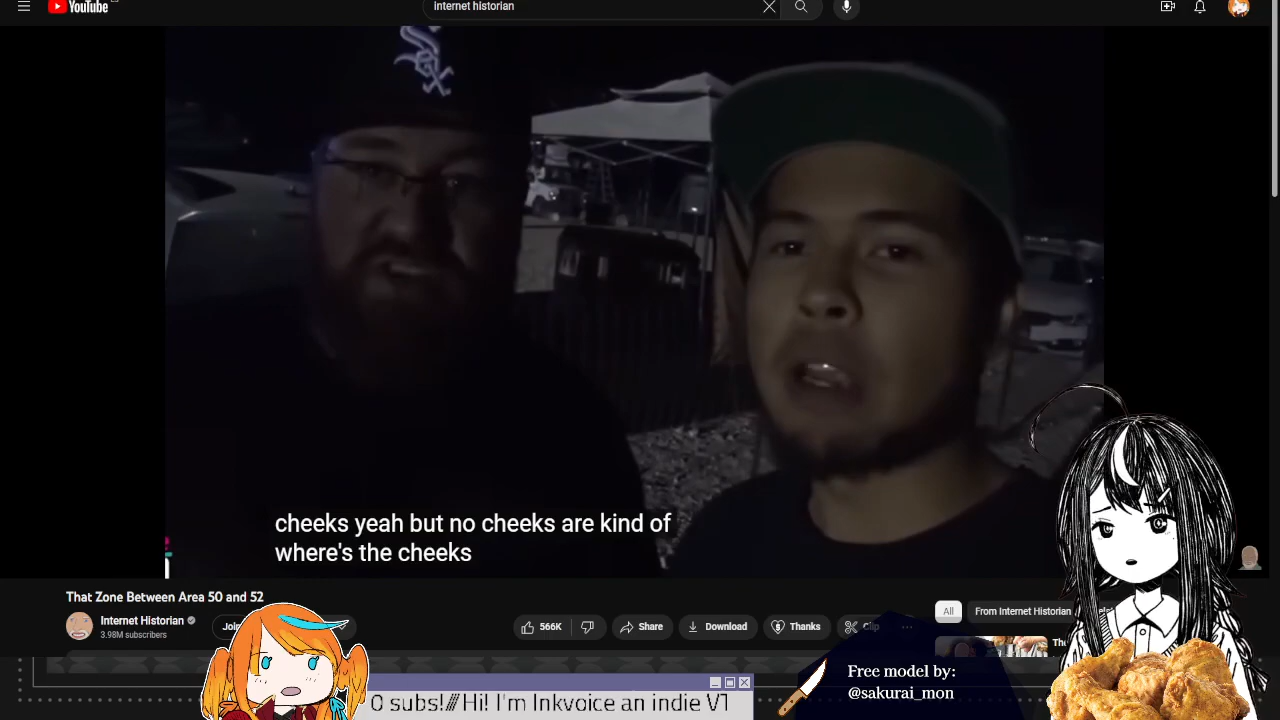 YouTube
internet historian
cheeks yeah but no cheeks are kind of
where's the cheeks
That Zone Between Area 50 and 52
Internet Historian
3.98M subscribers
566K
Share
Download
Thanks
Clip
All
From Internet Historian
Free model by:
@sakurai_mon
0 subs!//Hi! I'm Inkvoice an indie VT